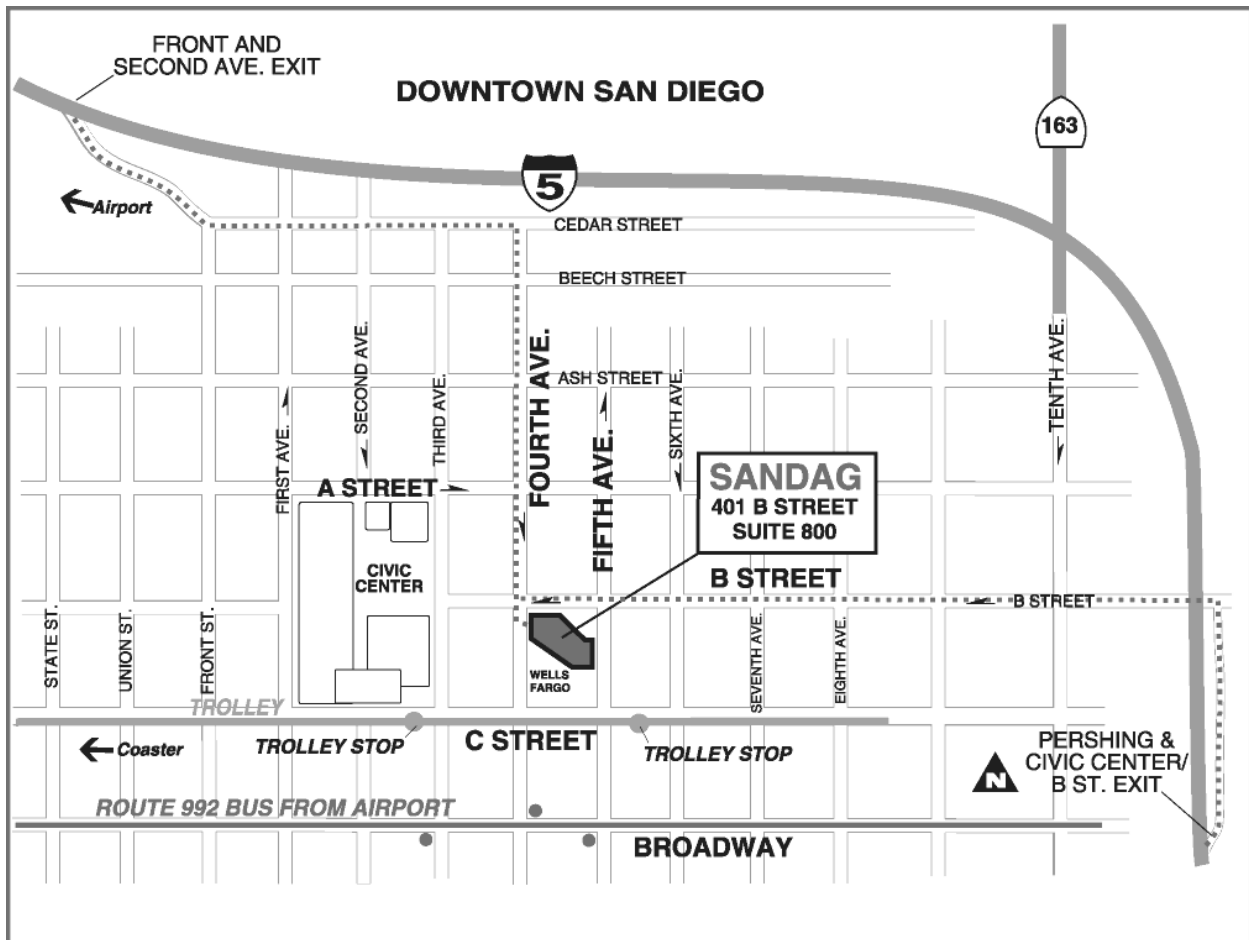 FRONT AND
SECOND AVE. EXIT
DOWNTOWN SAN DIEGO
163
5
Airport
CEDAR STREET
BEECH STREET
ASH STREET
FIRST AVE.
SECOND AVE.
THIRD AVE.
FOURTH AVE.
FIFTH AVE.
SIXTH AVE.
TENTH AVE.
A STREET
SANDAG
401 B STREET
SUITE 800
CIVIC
CENTER
B STREET
B STREET
STATE ST.
UNION ST.
FRONT ST.
WELLS
FARGO
SEVENTH AVE.
EIGHTH AVE.
TROLLEY
Coaster
TROLLEY STOP
C STREET
TROLLEY STOP
N
PERSHING &
CIVIC CENTER/
B ST. EXIT
ROUTE 992 BUS FROM AIRPORT
BROADWAY